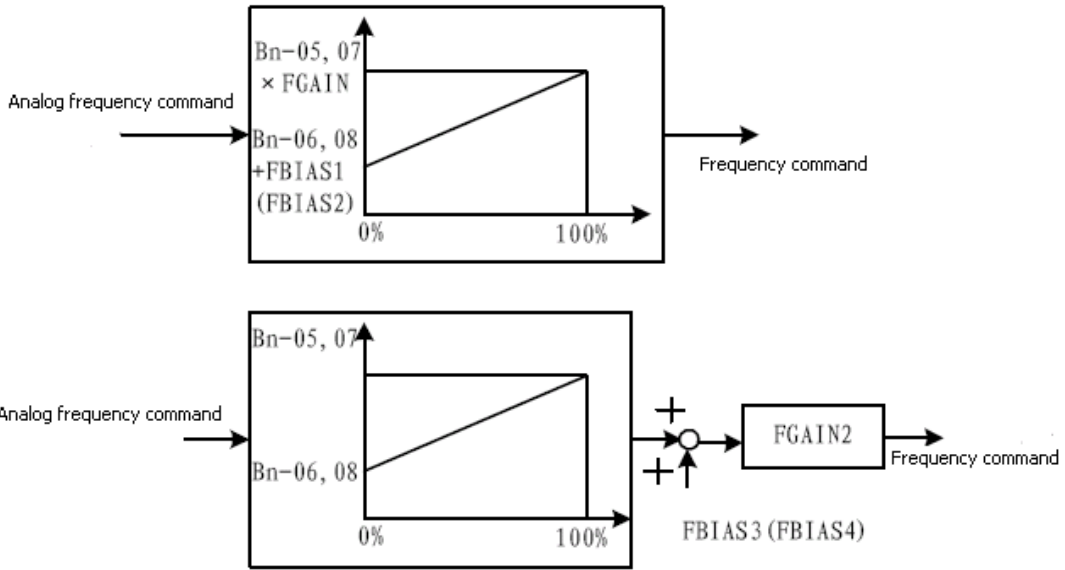 Bn-05, 07
× FGAIN
Analog frequency command
Bn-06, 08
+FBIAS1
(FBIAS2)
0%
100%
Frequency command
Bn-05, 07
Analog frequency command
Bn-06, 08
0%
100%
+
+
FGAIN2
Frequency command
FBIAS3(FBIAS4)